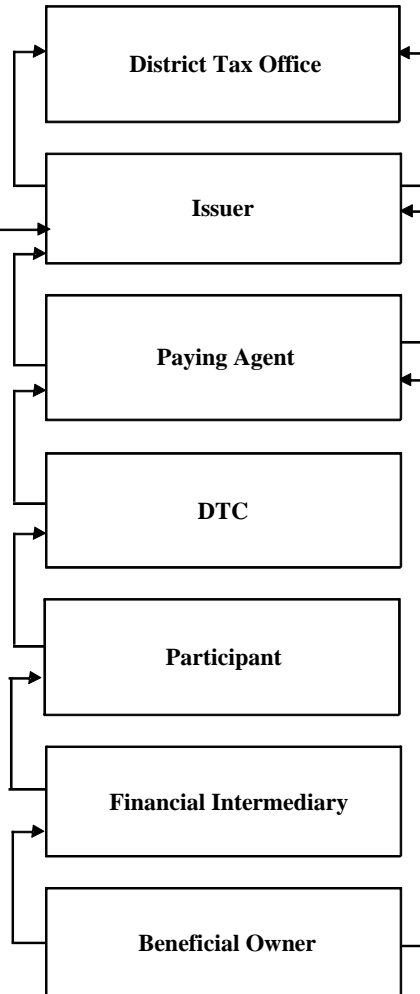 District Tax Office
Issuer
Paying Agent
DTC
Participant
Financial Intermediary
Beneficial Owner